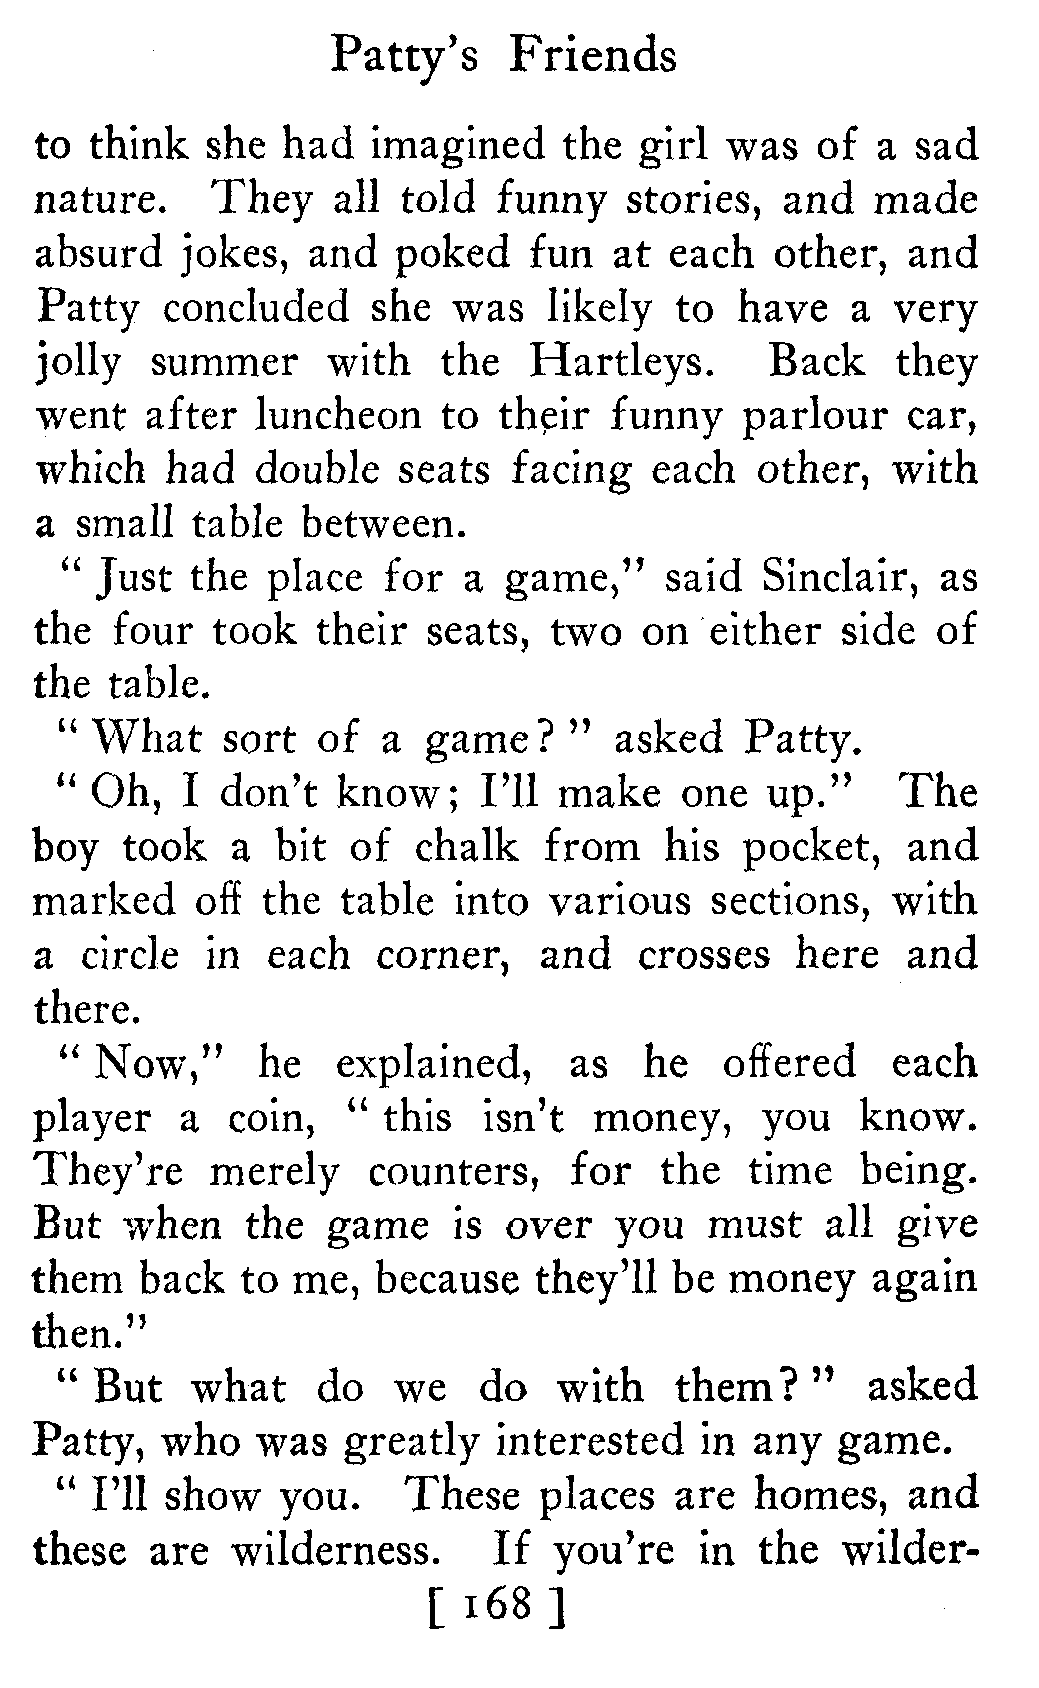 Patty's Friends
to think she had imagined the girl was of a sad
nature. They all told funny stories, and made
absurd jokes, and poked fun at each other, and
Patty concluded she was likely to have a very
jolly summer with the Hartleys. Back they
went after luncheon to their funny parlour car,
which had double seats facing each other, with
a small table between.
" Just the place for a game," said Sinclair, as
the four took their seats, two on either side of
the table.
" What sort of a game? " asked Patty.
" Oh, I don't know; I'll make one up." The
boy took a bit of chalk from his pocket, and
marked off the table into various sections, with
a circle in each corner, and crosses here and
there.
" Now," he explained, as he offered each
player a coin, " this isn't money, you know.
They're merely counters, for the time being.
But when the game is over you must all give
them back to me, because they'll be money again
then."
" But what do we do with them? " asked
Patty, who was greatly interested in any game.
" I'll show you. These places are homes, and
these are wilderness. If you're in the wilder-
[ 168 ]